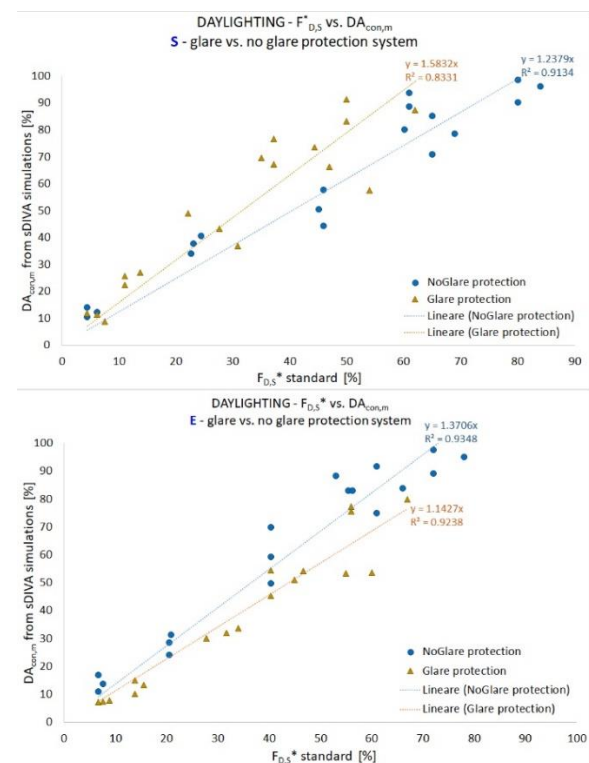 DAYLIGHTING - F*D,S vs. DAcon,m
S - glare vs. no glare protection system
y = 1.5832x
R² = 0.8331
y = 1.2379x
R² = 0.9134
DAcon,m from sDIVA simulations [%]
100
90
80
70
60
50
40
30
20
10
0
NoGlare protection
Glare protection
Lineare (NoGlare protection)
Lineare (Glare protection)
0 10 20 30 40 50 60 70 80 90
FD,S* standard [%]
DAYLIGHTING - FD,S* vs. DAcon,m
E - glare vs. no glare protection system
y = 1.3706x
R² = 0.9348
y = 1.1427x
R² = 0.9238
DAcon,m from sDIVA simulations [%]
100
90
80
70
60
50
40
30
20
10
0
NoGlare protection
Glare protection
Lineare (NoGlare protection)
Lineare (Glare protection)
0 10 20 30 40 50 60 70 80 90 100
FD,S* standard [%]